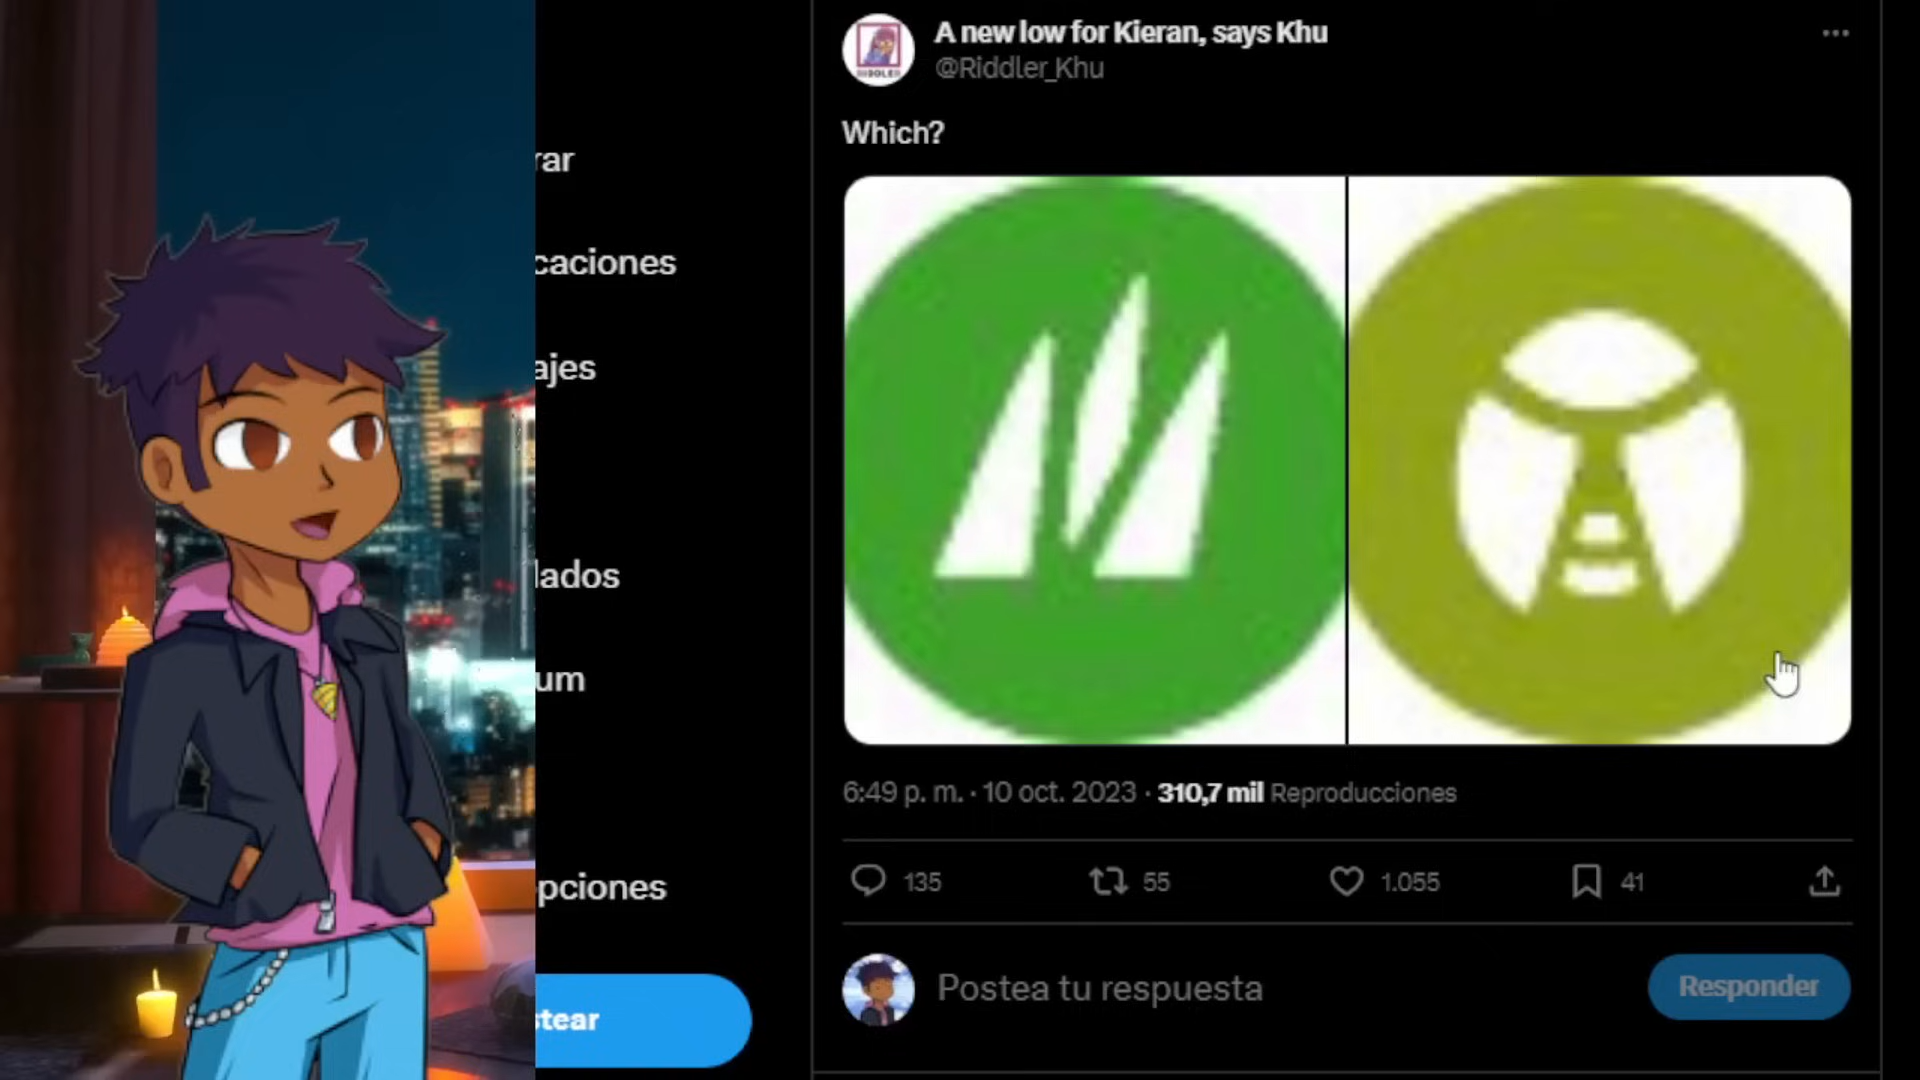 A new low for Kieran, says Khu
@Riddler_Khu
Which?
rar
caciones
ajes
lados
um
pciones
stear
6:49 p. m. · 10 oct. 2023 · 310,7 mil Reproducciones
135 55 1.055 41
Postea tu respuesta
Responder